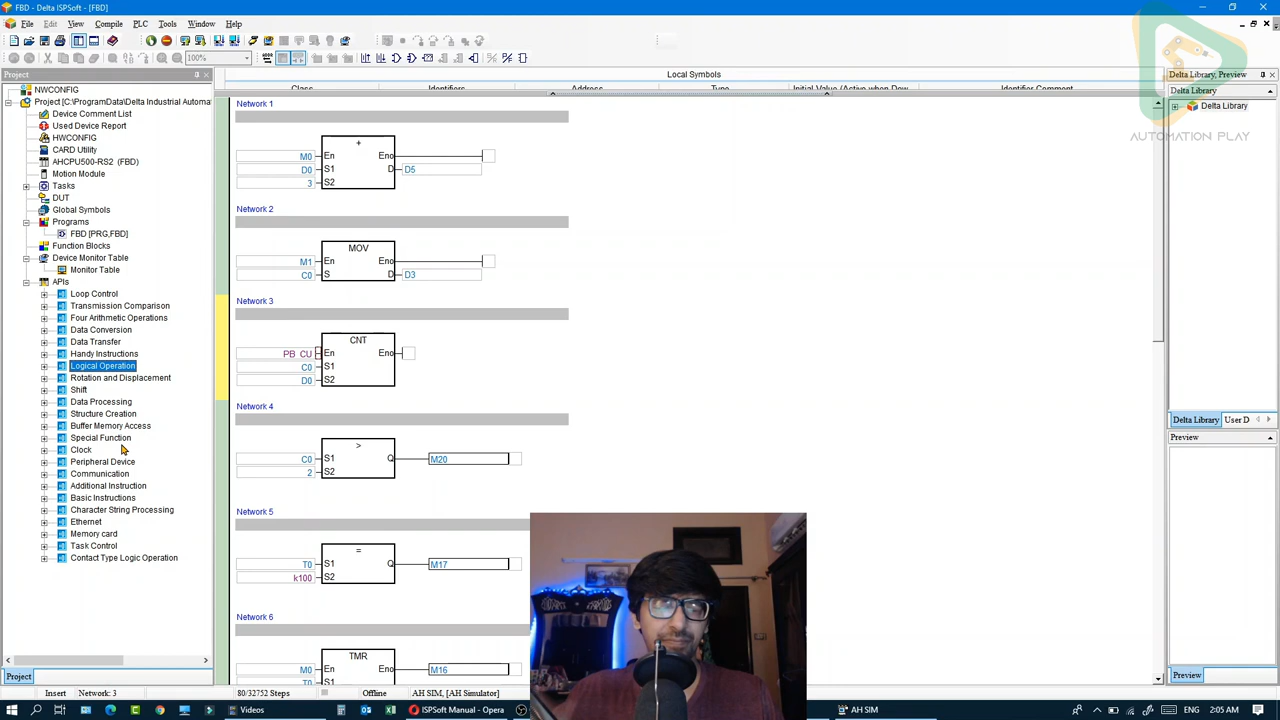 FBD - Delta ISPSoft - [FBD]
File Edit View Compile PLC Tools Window Help
100%
Project
NWCONFIG
Project [C:\ProgramData\Delta Industrial Automa
Device Comment List
Used Device Report
HWCONFIG
CARD Utility
AHCPU500-RS2 (FBD)
Motion Module
Tasks
DUT
Global Symbols
Programs
FBD [PRG,FBD]
Function Blocks
Device Monitor Table
Monitor Table
APIs
Loop Control
Transmission Comparison
Four Arithmetic Operations
Data Conversion
Data Transfer
Handy Instructions
Logical Operation
Rotation and Displacement
Shift
Data Processing
Structure Creation
Buffer Memory Access
Special Function
Clock
Peripheral Device
Communication
Additional Instruction
Basic Instructions
Character String Processing
Ethernet
Memory card
Task Control
Contact Type Logic Operation
Project
Local Symbols
Class Identifiers Address Type Initial Value (Active when Dow... Identifier Comment
Network 1
+
M0 En Eno
D0 S1 D D5
3 S2
Network 2
MOV
M1 En Eno
C0 S D D3
Network 3
CNT
PB CU En Eno
C0 S1
D0 S2
Network 4
>
C0 S1 Q M20
2 S2
Network 5
=
T0 S1 Q M17
k100 S2
Network 6
TMR
M0 En Eno M16
T0 S1
Delta Library, Preview
Delta Library
Delta Library
AUTOMATION PLAY
Delta Library User D
Preview
Preview
Insert Network: 3 80/32752 Steps Offline AH SIM, [AH Simulator]
Videos ISPSoft Manual - Opera AH SIM ENG 2:05 AM